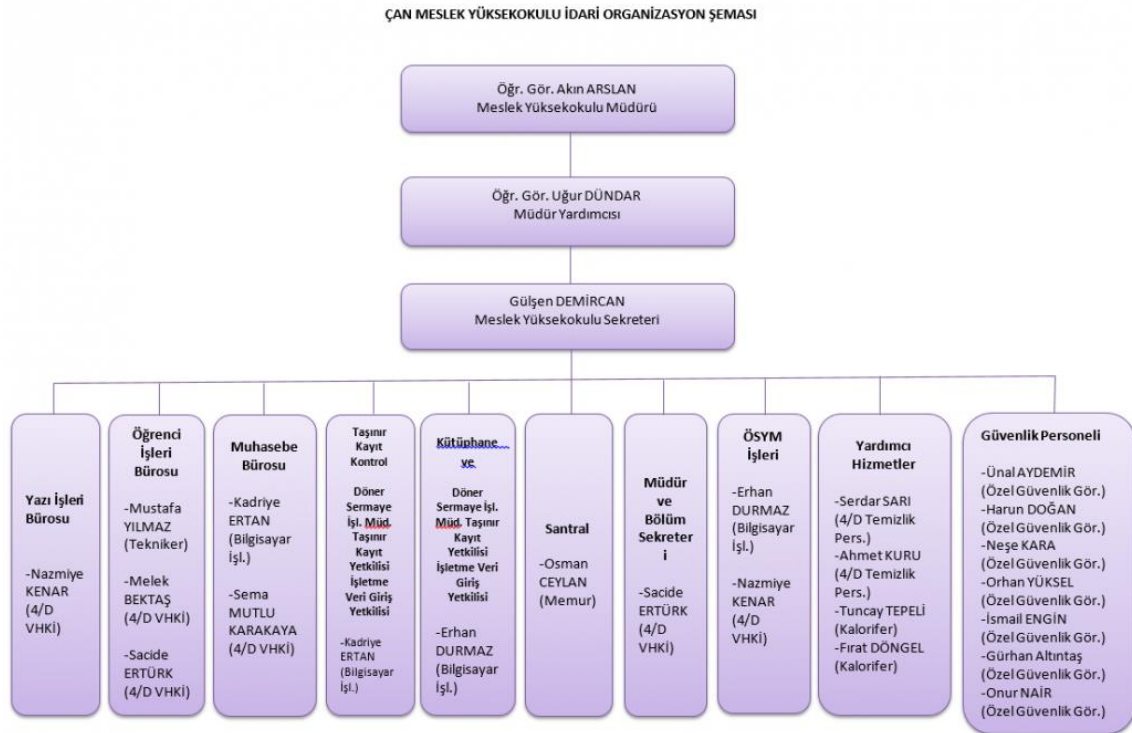 ÇAN MESLEK YÜKSEKOKULU İDARİ ORGANİZASYON ŞEMASI
Öğr. Gör. Akın ARSLAN
Meslek Yüksekokulu Müdürü
Öğr. Gör. Uğur DÜNDAR
Müdür Yardımcısı
Gülşen DEMİRCAN
Meslek Yüksekokulu Sekreteri
Yazı İşleri
Bürosu
-Nazmiye
KENAR (4/D
VHKİ)
Öğrenci
İşleri
Bürosu
-Mustafa
YILMAZ
(Tekniker)
-Melek
BEKTAŞ
(4/D VHKİ)
-Sacide
ERTÜRK
(4/D VHKİ)
Muhasebe
Bürosu
-Kadriye
ERTAN
(Bilgisayar
İşl.)
-Sema
MUTLU
KARAKAYA
(4/D VHKİ)
Taşınır
Kayıt
Kontrol
Döner
Sermaye
İşl. Müd.
Taşınır
Kayıt
Yetkilisi
İşletme
Veri Giriş
Yetkilisi
-Kadriye
ERTAN
(Bilgisayar
İşl.)
Kütüphane
ve
Döner
Sermaye İşl.
Müd. Taşınır
Kayıt
Yetkilisi
İşletme Veri
Giriş
Yetkilisi
-Erhan
DURMAZ
(Bilgisayar
İşl.)
Santral
-Osman
CEYLAN
(Memur)
Müdür
ve
Bölüm
Sekreter
i
-Sacide
ERTÜRK
(4/D
VHKİ)
ÖSYM
İşleri
-Erhan
DURMAZ
(Bilgisayar
İşl.)
-Nazmiye
KENAR
(4/D
VHKİ)
Yardımcı
Hizmetler
-Serdar SARI
(4/D Temizlik
Pers.)
-Ahmet KURU
(4/D Temizlik
Pers.)
-Tuncay TEPELİ
(Kalorifer)
-Fırat DÖNGEL
(Kalorifer)
Güvenlik Personeli
-Ünal AYDEMİR
(Özel Güvenlik Gör.)
-Harun DOĞAN
(Özel Güvenlik Gör.)
-Neşe KARA
(Özel Güvenlik Gör.)
-Orhan YÜKSEL
(Özel Güvenlik Gör.)
-İsmail ENGİN
(Özel Güvenlik Gör.)
-Gürhan Altıntaş
(Özel Güvenlik Gör.)
-Onur NAİR
(Özel Güvenlik Gör.)